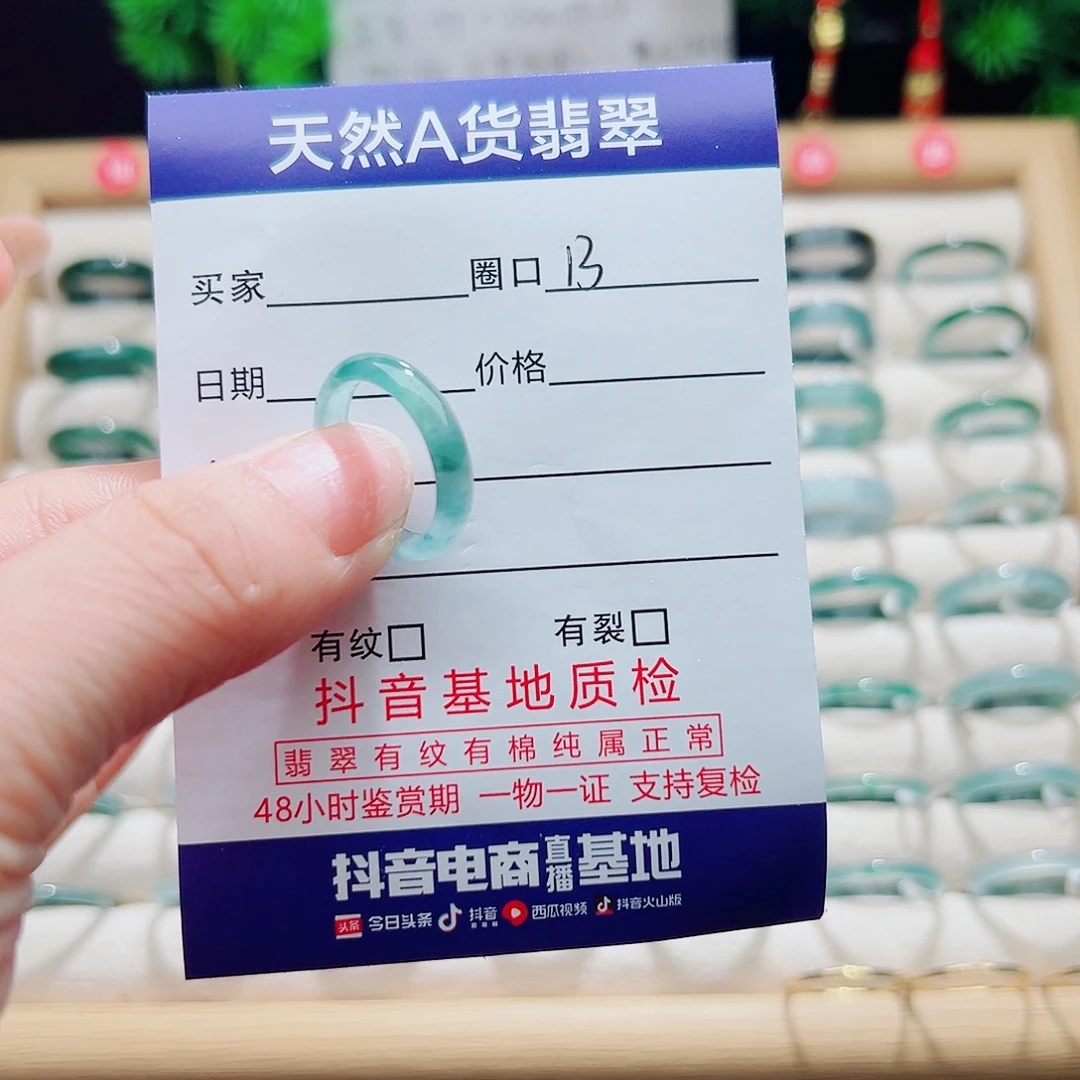 天然A货翡翠
买家 圈口 13
日期 价格
有纹 有裂
抖音基地质检
翡翠有纹有棉纯属正常
48小时鉴赏期 一物一证 支持复检
抖音电商直播基地
头条 今日头条 抖音 西瓜视频 抖音火山版